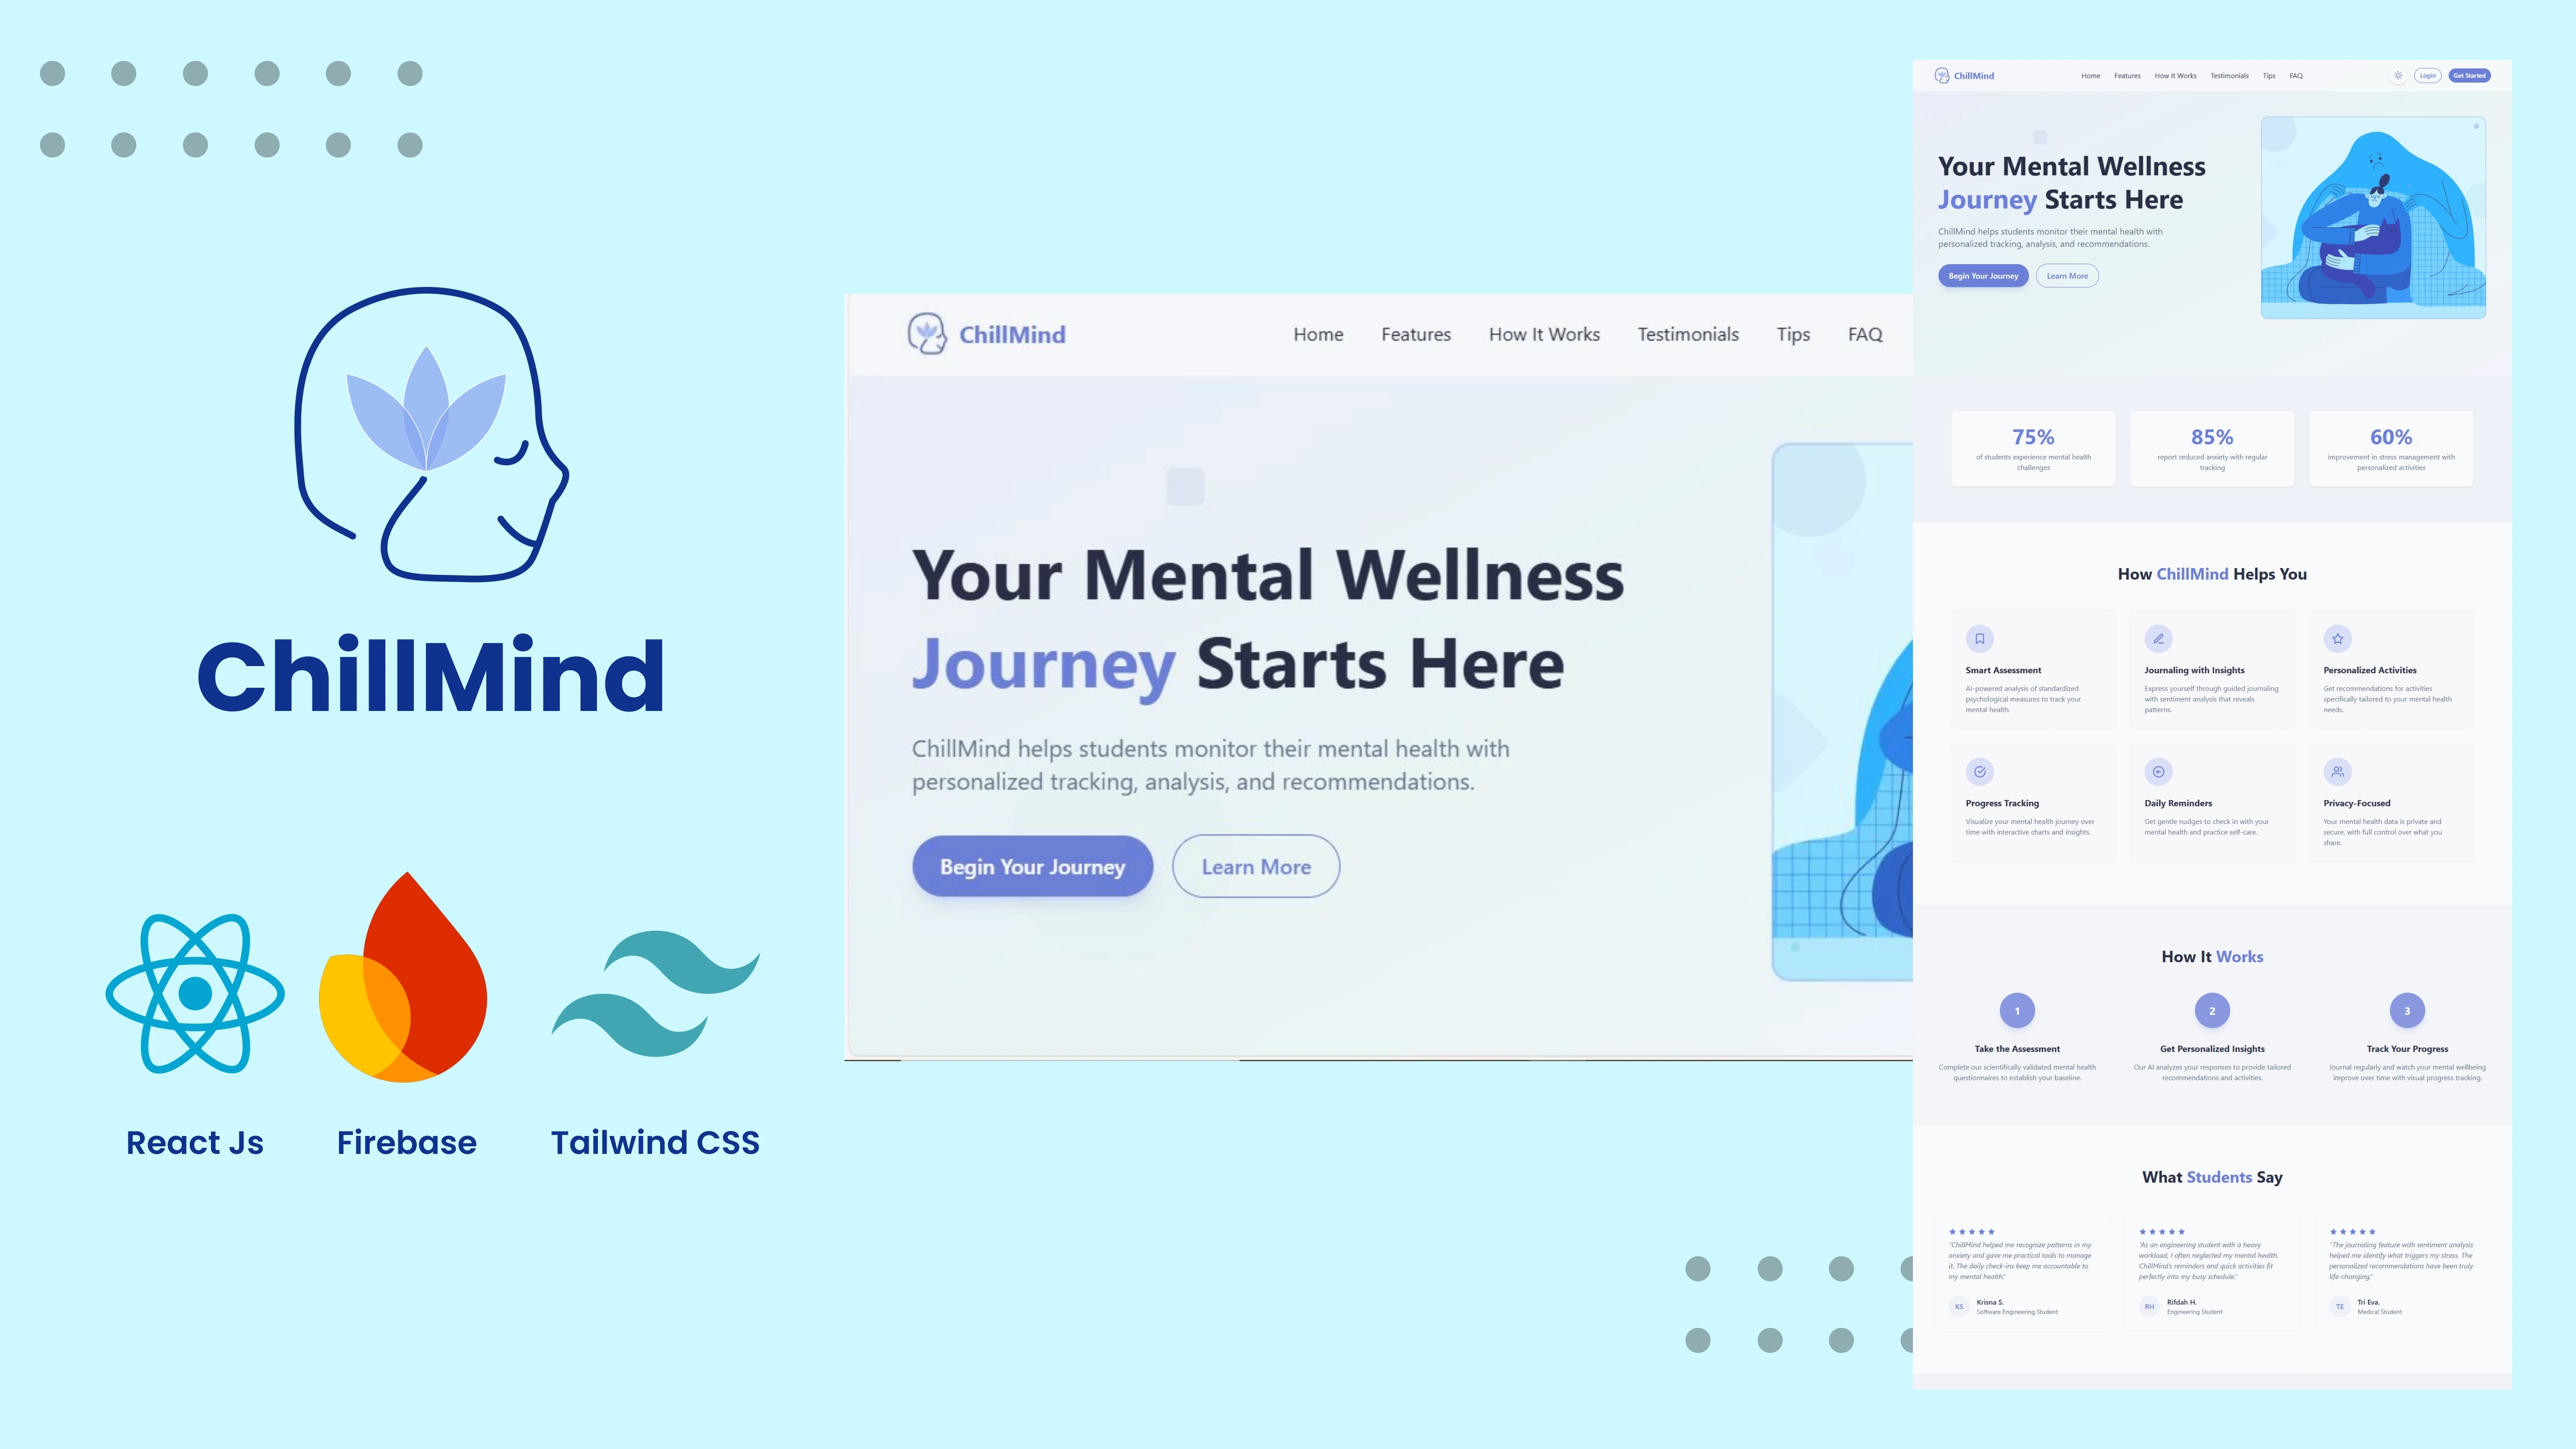 ChillMind
React Js
Firebase
Tailwind CSS
ChillMind
Home Features How It Works Testimonials Tips FAQ
Your Mental Wellness
Journey Starts Here
ChillMind helps students monitor their mental health with
personalized tracking, analysis, and recommendations.
Begin Your Journey
Learn More
ChillMind
Home Features How It Works Testimonials Tips FAQ
Login
Get Started
Your Mental Wellness
Journey Starts Here
ChillMind helps students monitor their mental health with
personalized tracking, analysis, and recommendations.
Begin Your Journey
Learn More
75%
of students experience mental health
challenges
85%
report reduced anxiety with regular
tracking
60%
improvement in stress management with
personalized activities
How ChillMind Helps You
Smart Assessment
AI-powered analysis of standardized
psychological measures to track your
mental health.
Journaling with Insights
Express yourself through guided journaling
with sentiment analysis that reveals
patterns.
Personalized Activities
Get recommendations for activities
specifically tailored to your mental health
needs.
Progress Tracking
Visualize your mental health journey over
time with interactive charts and insights.
Daily Reminders
Get gentle nudges to check in with your
mental health and practice self-care.
Privacy-Focused
Your mental health data is private and
secure, with full control over what you
share.
How It Works
1
Take the Assessment
Complete our scientifically validated mental health
questionnaires to establish your baseline.
2
Get Personalized Insights
Our AI analyzes your responses to provide tailored
recommendations and activities.
3
Track Your Progress
Journal regularly and watch your mental wellbeing
improve over time with visual progress tracking.
What Students Say
"ChillMind helped me recognize patterns in my
anxiety and gave me practical tools to manage
it. The daily check-ins keep me accountable to
my mental health."
KS
Krisna S.
Software Engineering Student
"As an engineering student with a heavy
workload, I often neglected my mental health.
ChillMind's reminders and quick activities fit
perfectly into my busy schedule."
RH
Rifdah H.
Engineering Student
"The journaling feature with sentiment analysis
helped me identify what triggers my stress. The
personalized recommendations have been truly
life-changing."
TE
Tri Eva.
Medical Student